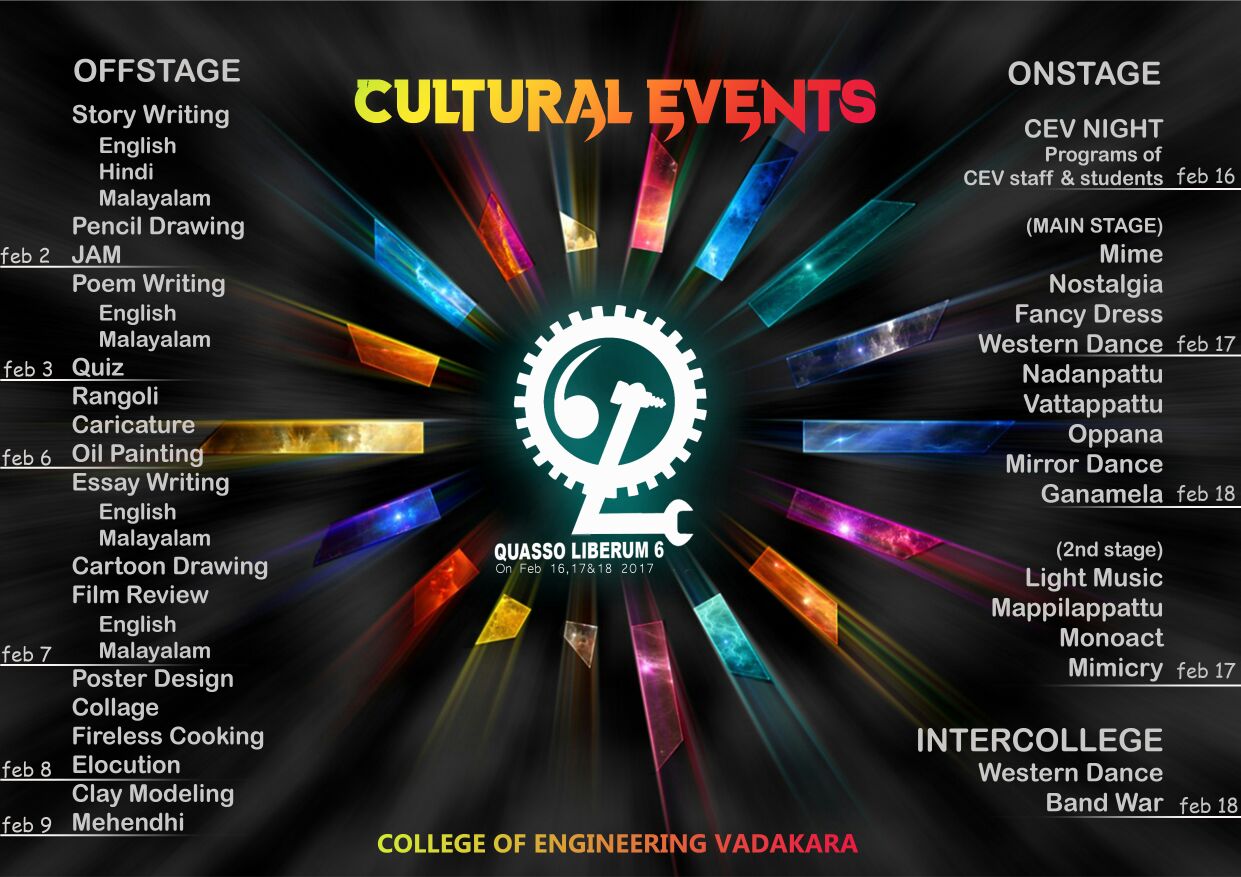 CULTURAL EVENTS
OFFSTAGE
Story Writing
English
Hindi
Malayalam
Pencil Drawing
feb 2 JAM
Poem Writing
English
Malayalam
feb 3 Quiz
Rangoli
Caricature
feb 6 Oil Painting
Essay Writing
English
Malayalam
Cartoon Drawing
Film Review
English
Malayalam
feb 7
Poster Design
Collage
Fireless Cooking
feb 8 Elocution
Clay Modeling
feb 9 Mehendhi
QUASSO LIBERUM 6
On Feb 16,17&18 2017
ONSTAGE
CEV NIGHT
Programs of
CEV staff & students feb 16
(MAIN STAGE)
Mime
Nostalgia
Fancy Dress
Western Dance feb 17
Nadanpattu
Vattappattu
Oppana
Mirror Dance
Ganamela feb 18
(2nd stage)
Light Music
Mappilappattu
Monoact
Mimicry feb 17
INTERCOLLEGE
Western Dance
Band War feb 18
COLLEGE OF ENGINEERING VADAKARA